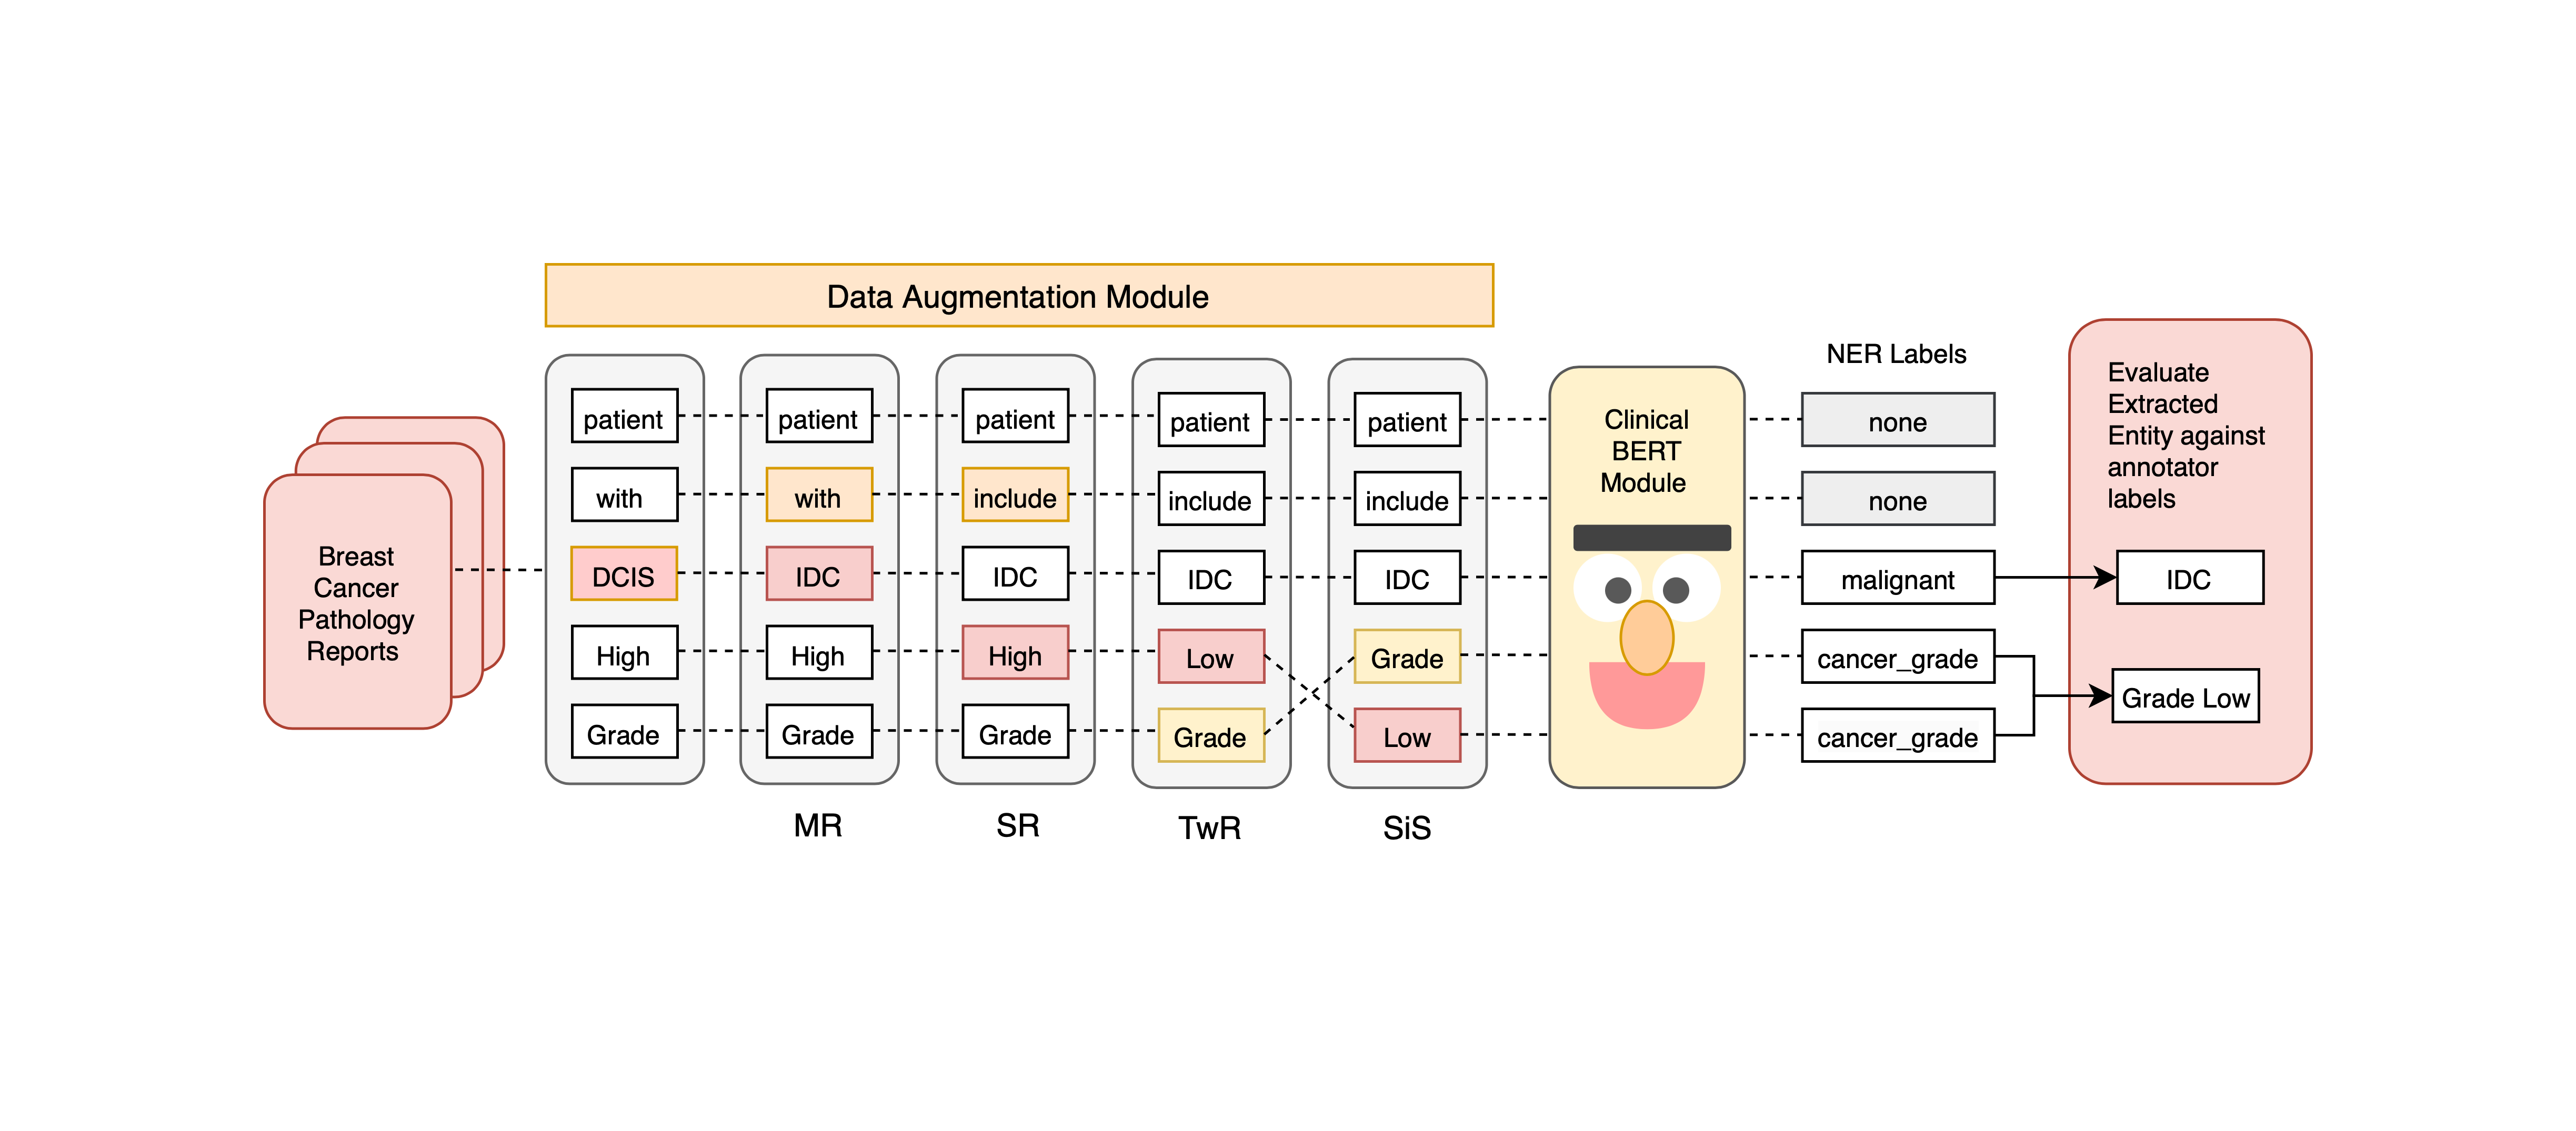 Data Augmentation Module
Breast
Cancer
Pathology
Reports
patient
with
DCIS
High
Grade
patient
with
IDC
High
Grade
MR
patient
include
IDC
High
Grade
SR
patient
include
IDC
Low
Grade
TwR
patient
include
IDC
Grade
Low
SiS
Clinical
BERT
Module
NER Labels
none
none
malignant
cancer_grade
cancer_grade
Evaluate
Extracted
Entity against
annotator
labels
IDC
Grade Low